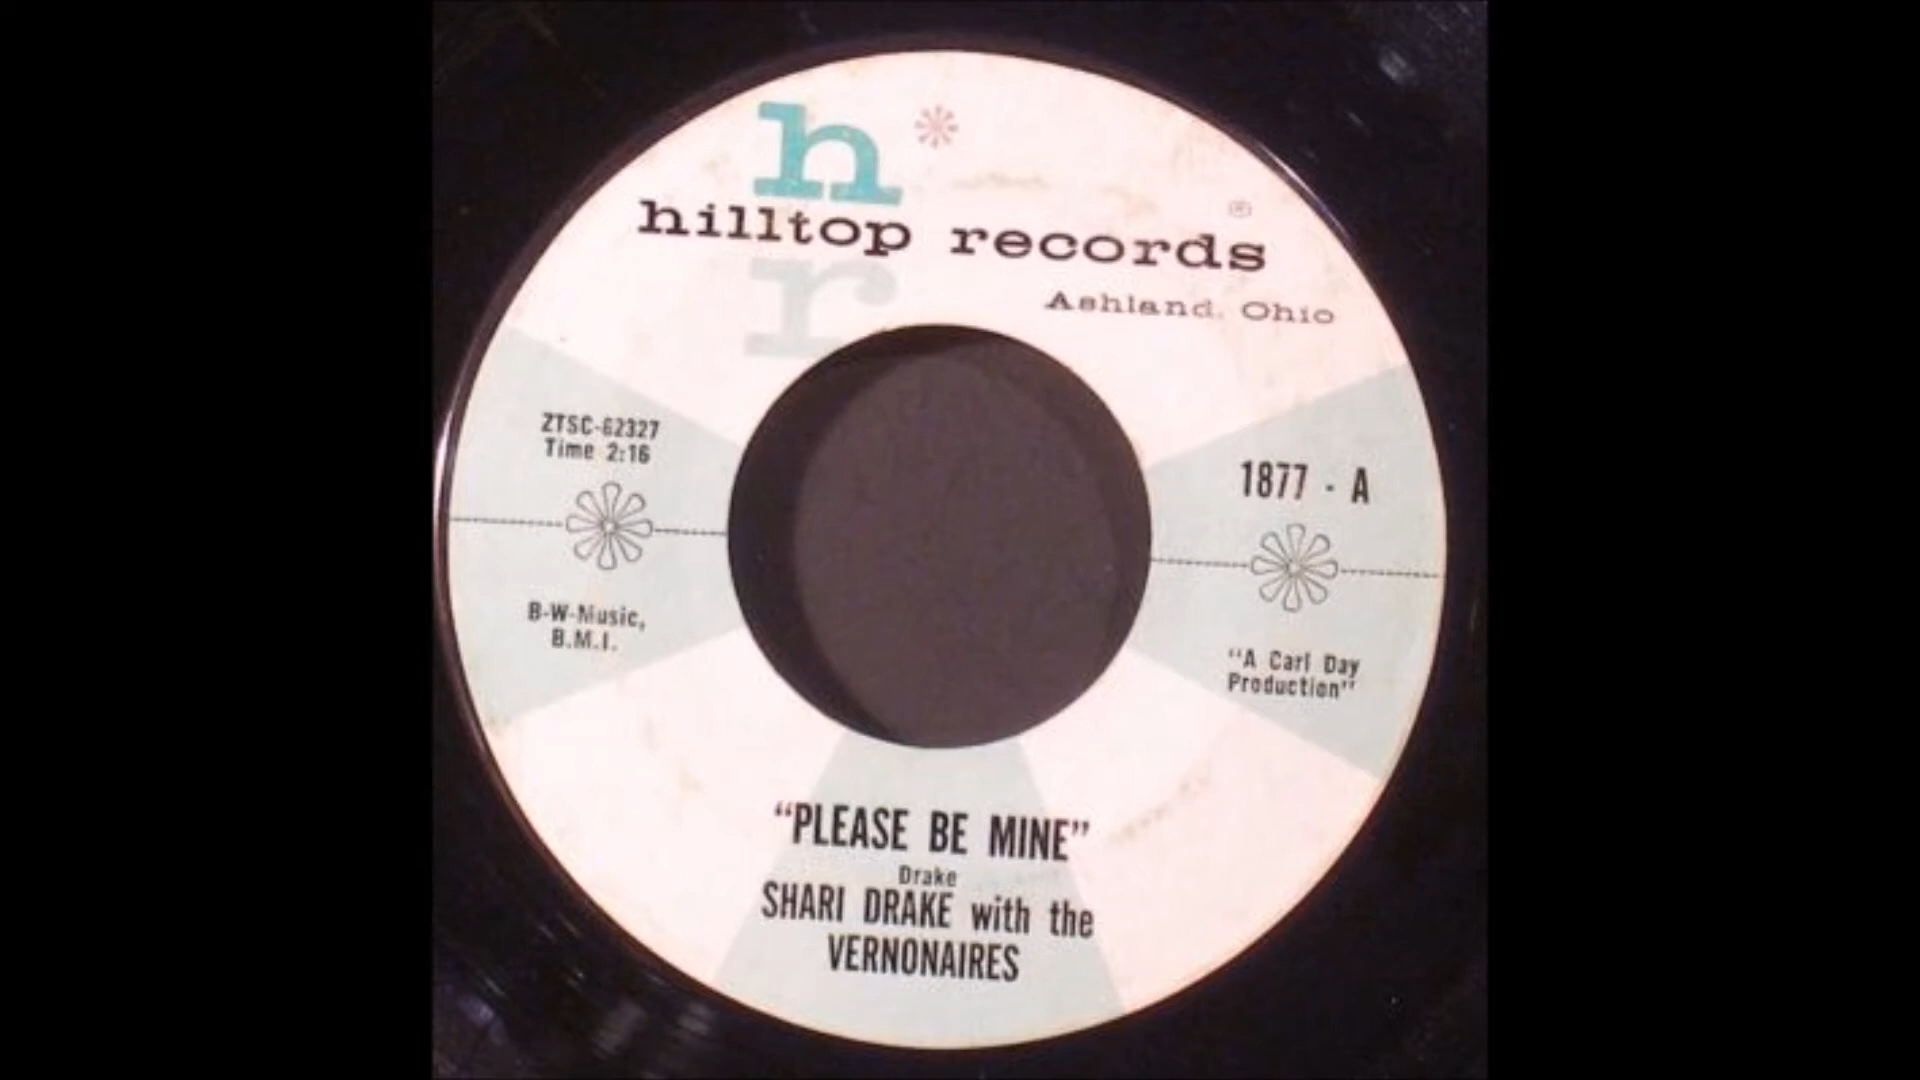 h
hilltop records
®
r
Ashland, Ohio
ZTSC-62327
Time 2:16
1877 - A
B-W-Music,
B.M.I.
"A Carl Day
Production"
"PLEASE BE MINE"
Drake
SHARI DRAKE with the
VERNONAIRES